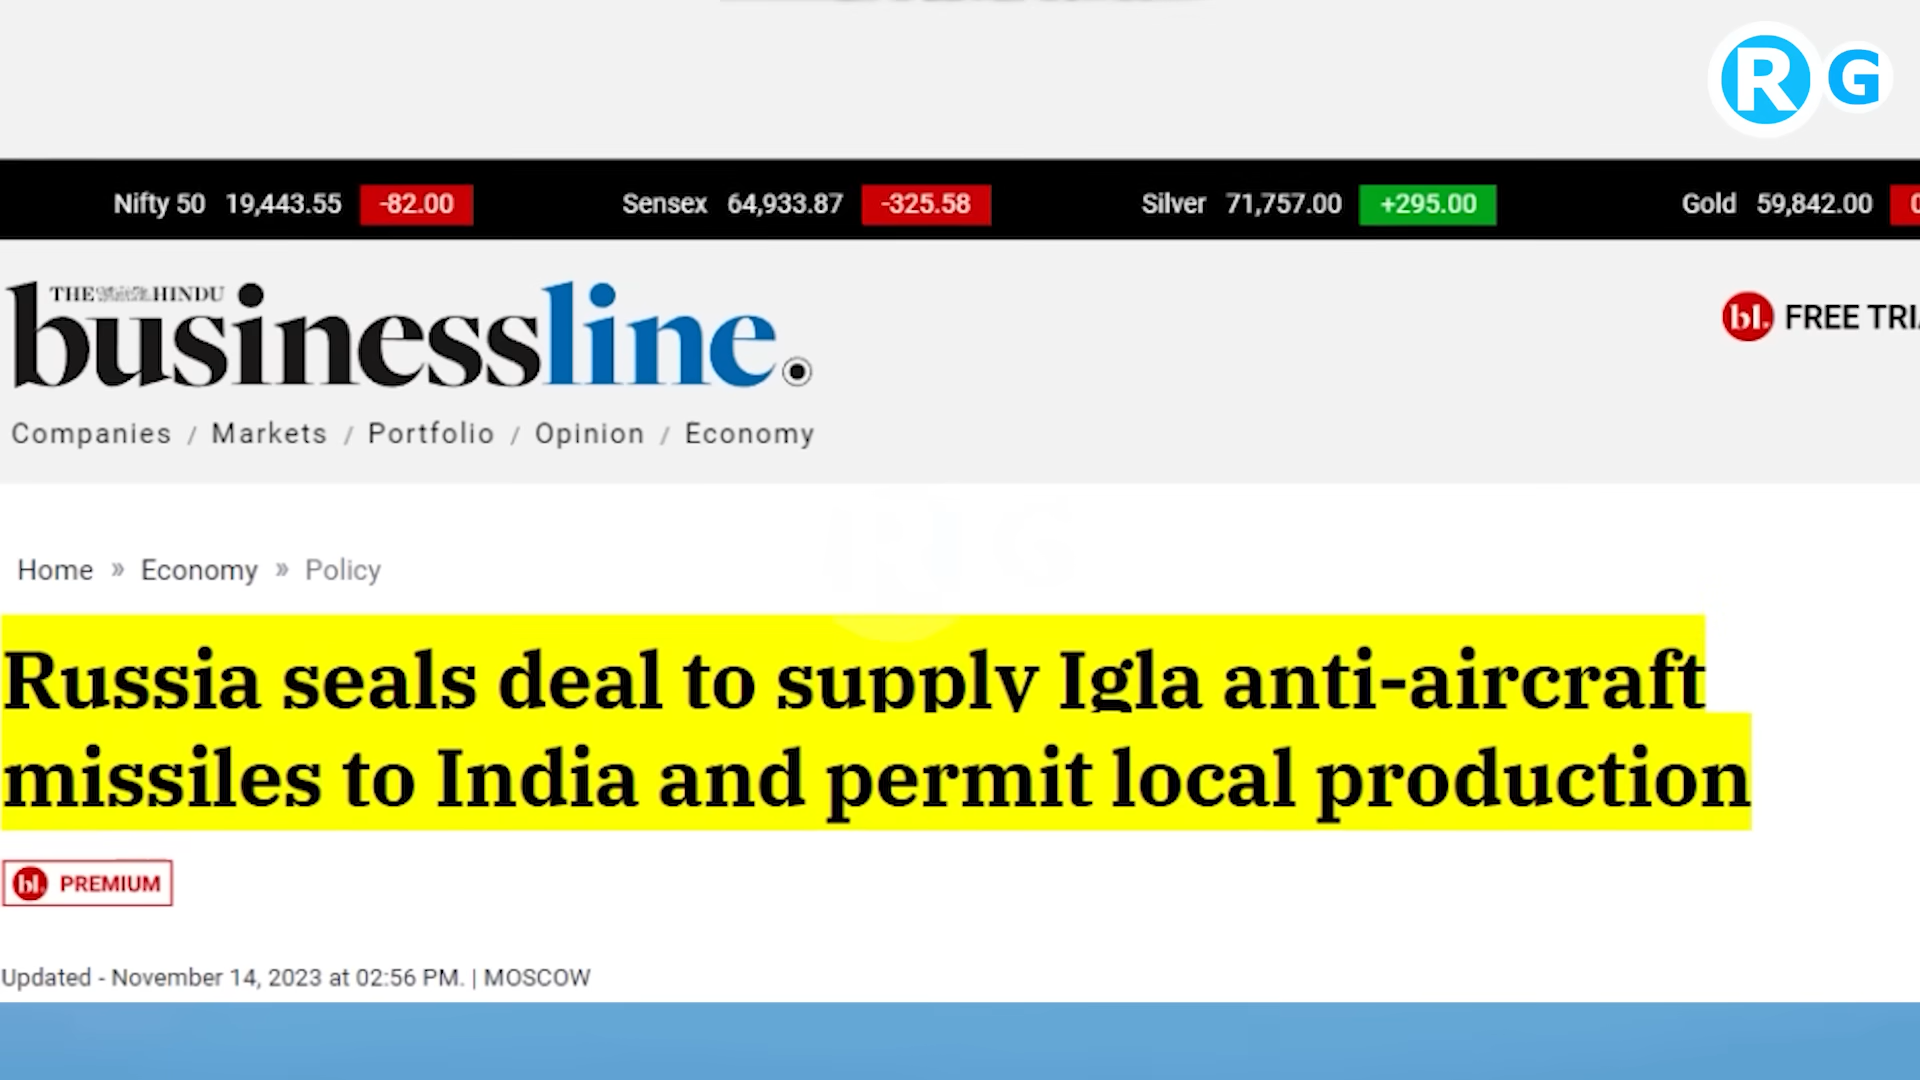 R G
Nifty 50 19,443.55 -82.00 Sensex 64,933.87 -325.58 Silver 71,757.00 +295.00 Gold 59,842.00
THE HINDU
businessline.
bl. FREE TRI
Companies / Markets / Portfolio / Opinion / Economy
Home » Economy » Policy
Russia seals deal to supply Igla anti-aircraft
missiles to India and permit local production
bl. PREMIUM
Updated - November 14, 2023 at 02:56 PM. | MOSCOW